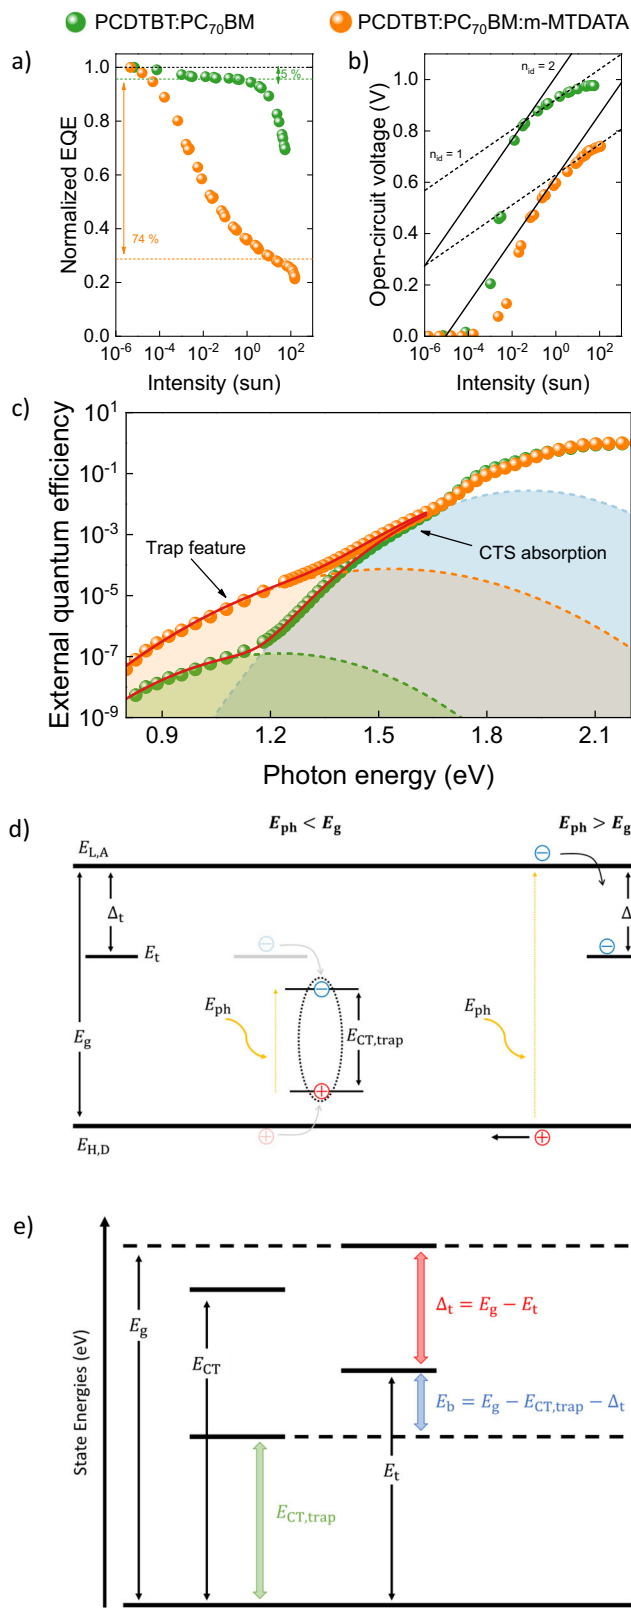 PCDTBT:PC70BM
PCDTBT:PC70BM:m-MTDATA
a)
1.0
0.8
0.6
0.4
0.2
0.0
Normalized EQE
5 %
74 %
10-6
10-4
10-2
100
102
Intensity (sun)
b)
1.0
0.8
0.6
0.4
0.2
0.0
Open-circuit voltage (V)
nid = 2
nid = 1
10-6
10-4
10-2
100
102
Intensity (sun)
c)
101
10-1
10-3
10-5
10-7
10-9
External quantum efficiency
Trap feature
CTS absorption
0.9
1.2
1.5
1.8
2.1
Photon energy (eV)
d)
Eph < Eg
Eph > Eg
EL,A
Δt
Δ
Et
Eph
Eph
Eg
ECT,trap
EH,D
e)
State Energies (eV)
Eg
Δt = Eg − Et
ECT
Eb = Eg − ECT,trap − Δt
Et
ECT,trap